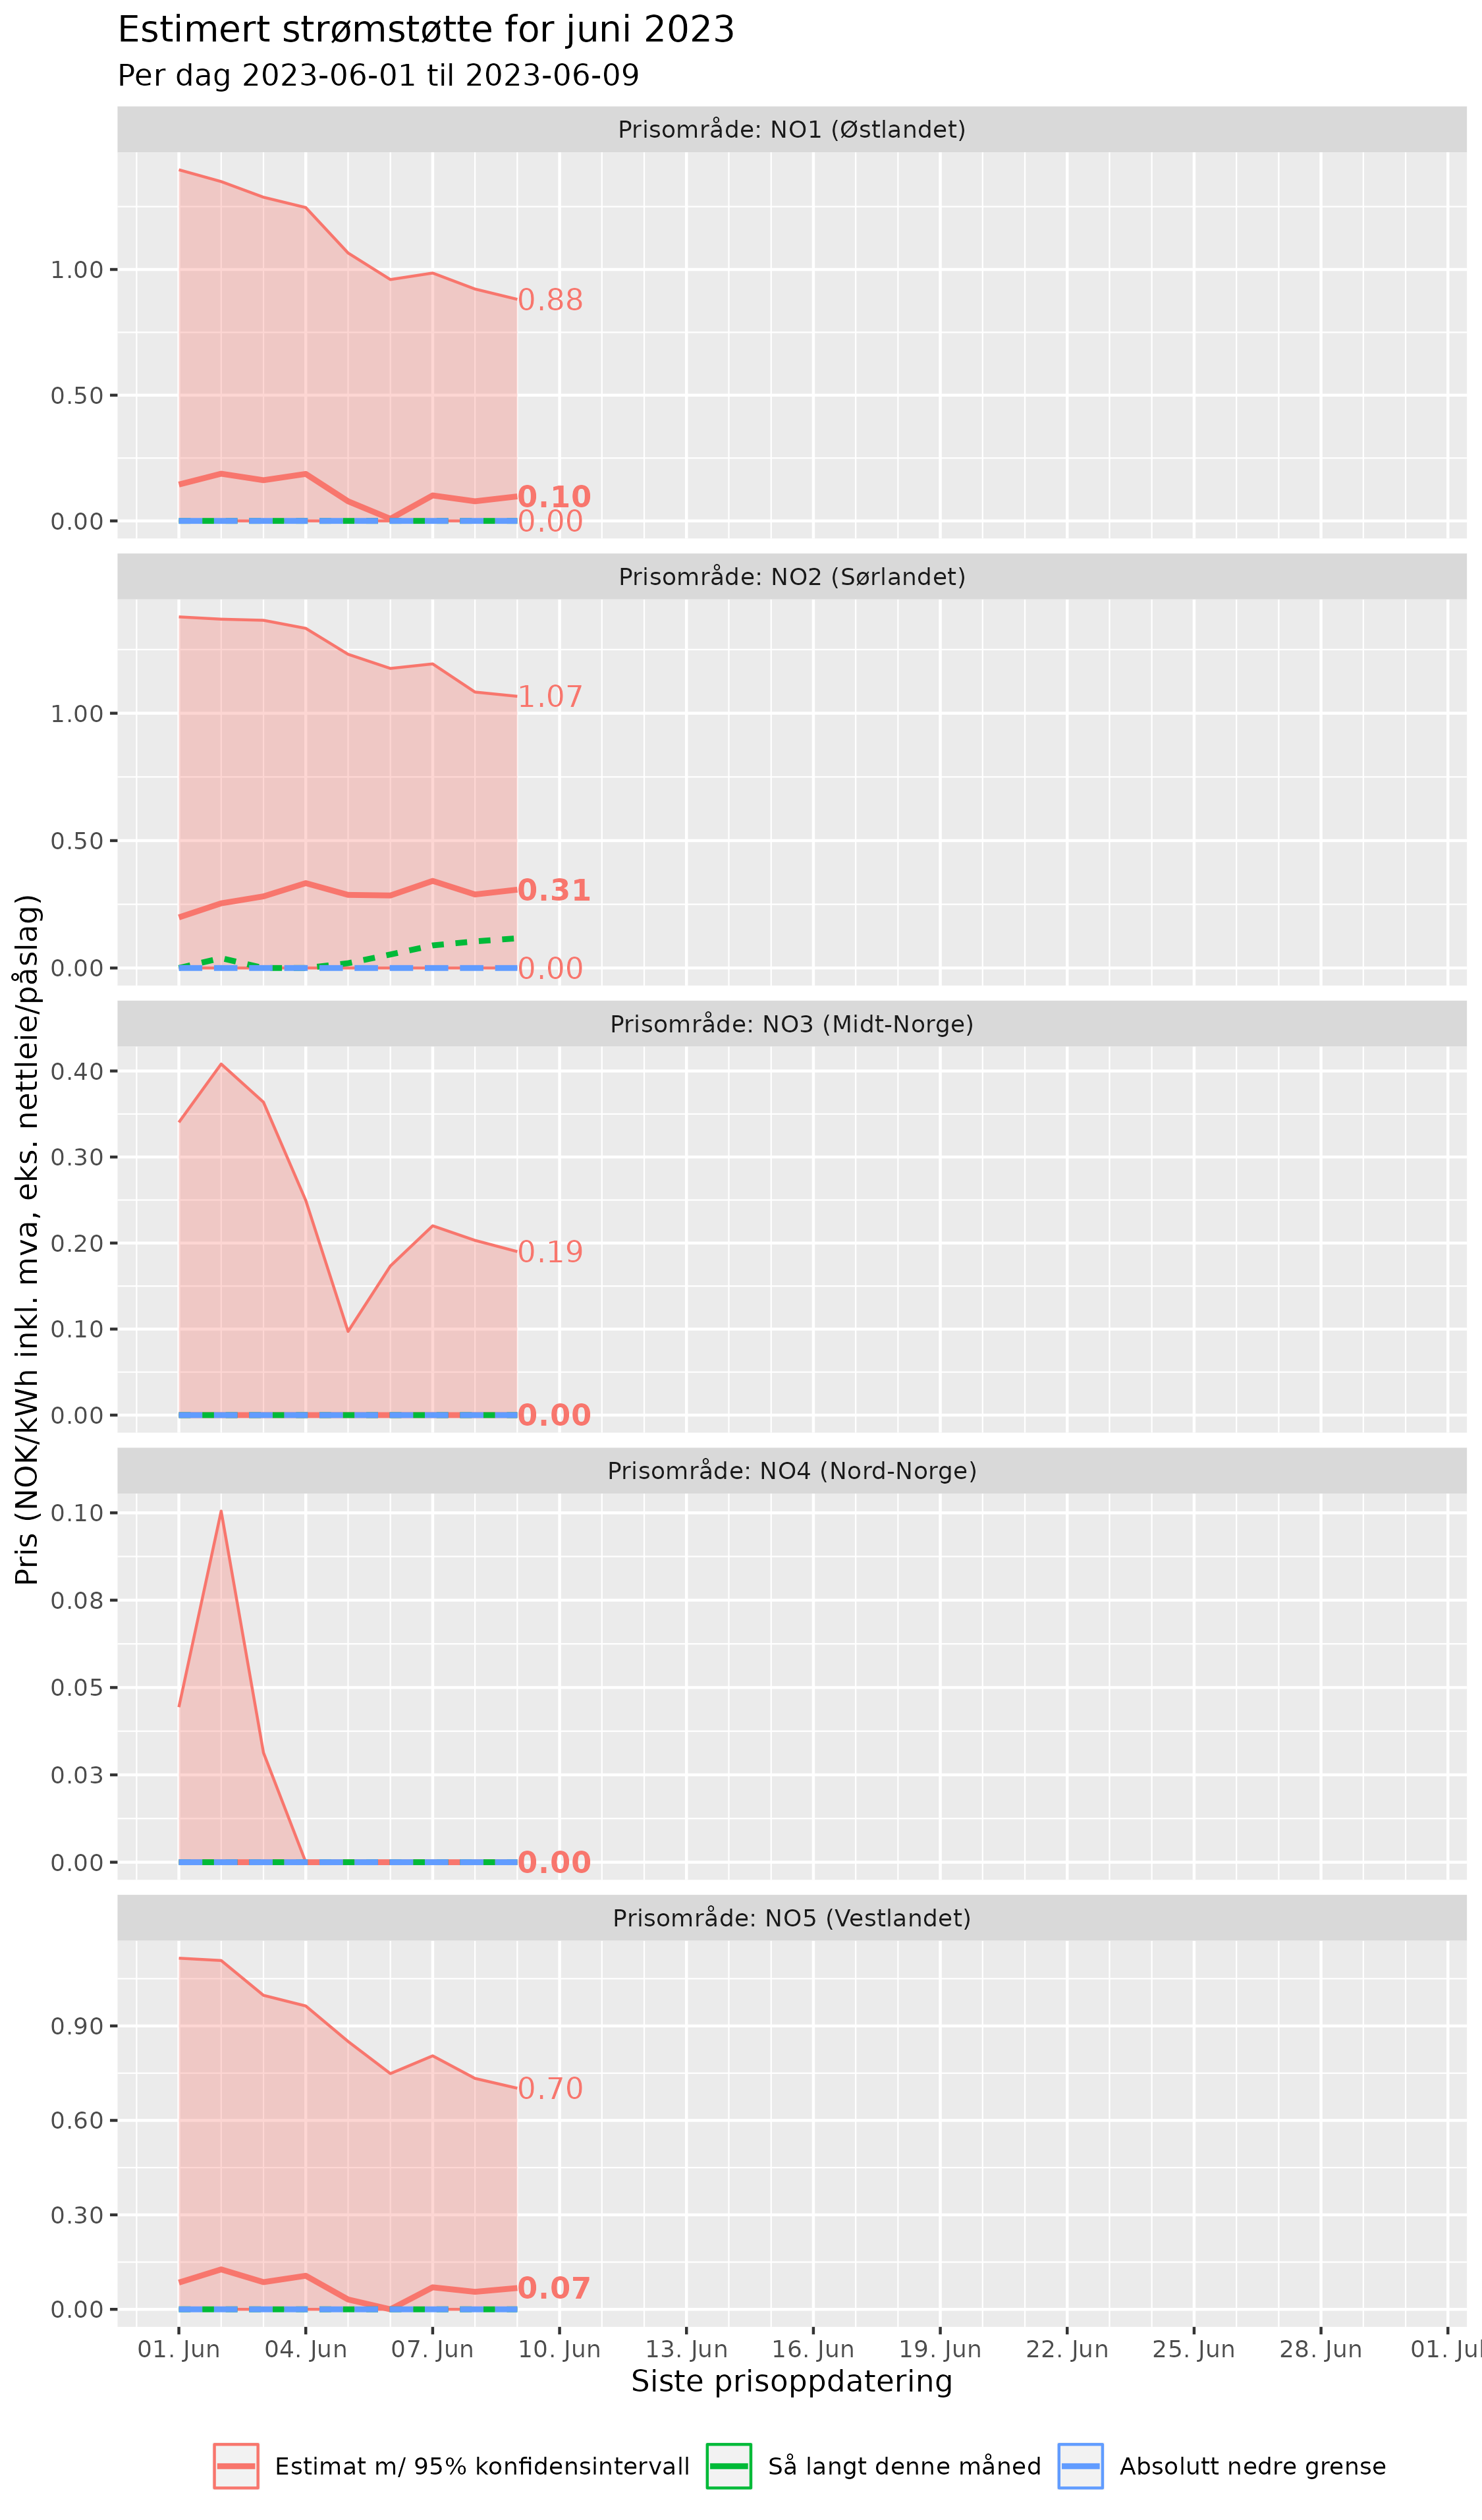 Estimert strømstøtte for juni 2023
Per dag 2023-06-01 til 2023-06-09
Pris (NOK/kWh inkl. mva, eks. nettleie/påslag)
Prisområde: NO1 (Østlandet)
1.00
0.50
0.00
0.88
0.10
0.00
Prisområde: NO2 (Sørlandet)
1.00
0.50
0.00
1.07
0.31
0.00
Prisområde: NO3 (Midt-Norge)
0.40
0.30
0.20
0.10
0.00
0.19
0.00
Prisområde: NO4 (Nord-Norge)
0.10
0.08
0.05
0.03
0.00
0.00
Prisområde: NO5 (Vestlandet)
0.90
0.60
0.30
0.00
0.70
0.07
01. Jun 04. Jun 07. Jun 10. Jun 13. Jun 16. Jun 19. Jun 22. Jun 25. Jun 28. Jun 01. Jul
Siste prisoppdatering
Estimat m/ 95% konfidensintervall Så langt denne måned Absolutt nedre grense